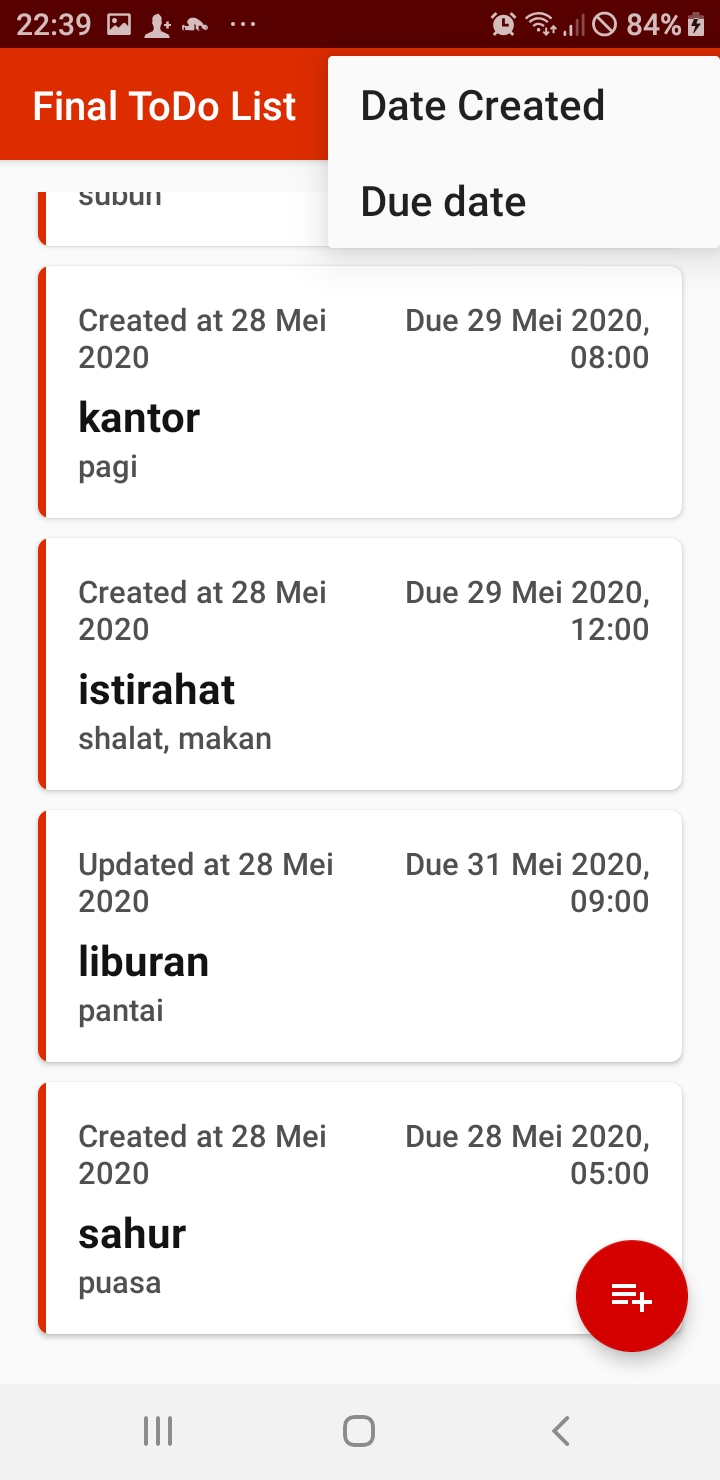 22:39
84%
Final ToDo List
Date Created
Due date
subuh
Created at 28 Mei
2020
Due 29 Mei 2020,
08:00
kantor
pagi
Created at 28 Mei
2020
Due 29 Mei 2020,
12:00
istirahat
shalat, makan
Updated at 28 Mei
2020
Due 31 Mei 2020,
09:00
liburan
pantai
Created at 28 Mei
2020
Due 28 Mei 2020,
05:00
sahur
puasa